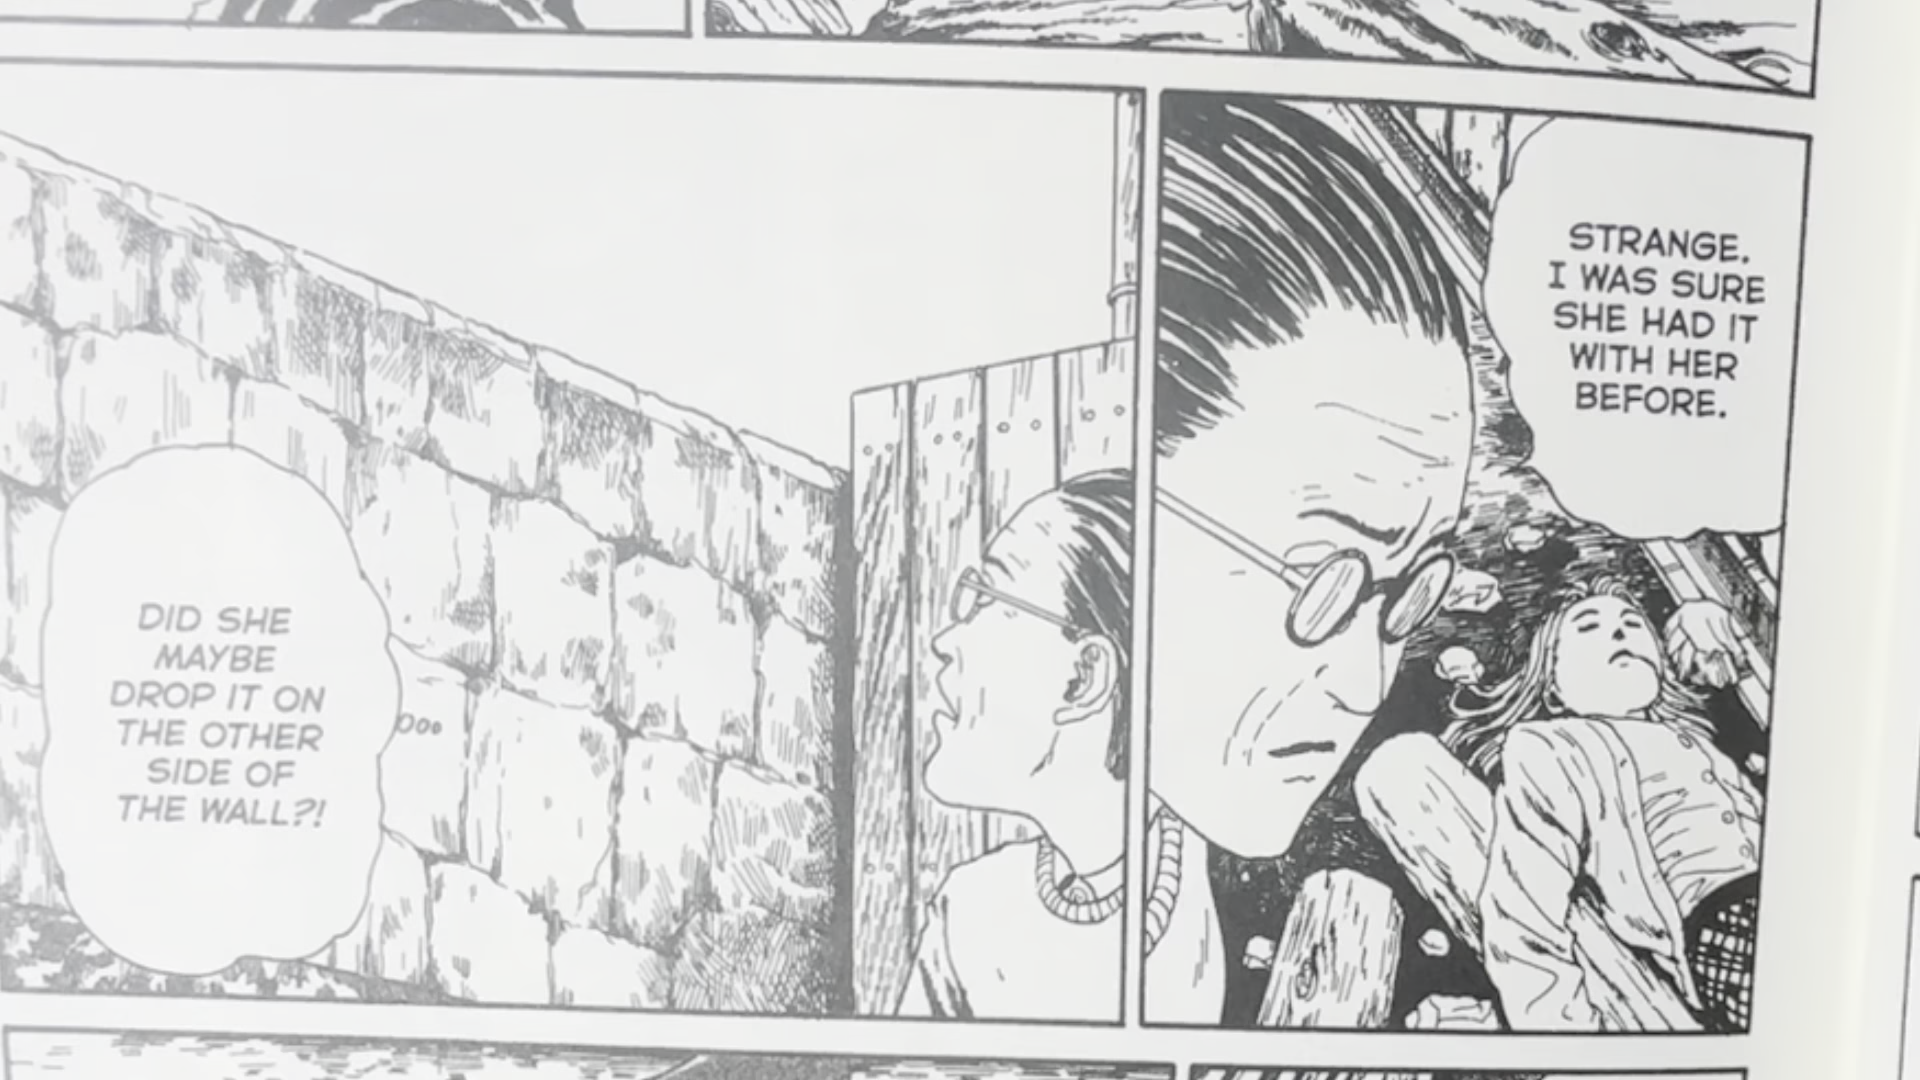 STRANGE.
I WAS SURE
SHE HAD IT
WITH HER
BEFORE.
DID SHE
MAYBE
DROP IT ON
THE OTHER
SIDE OF
THE WALL?!